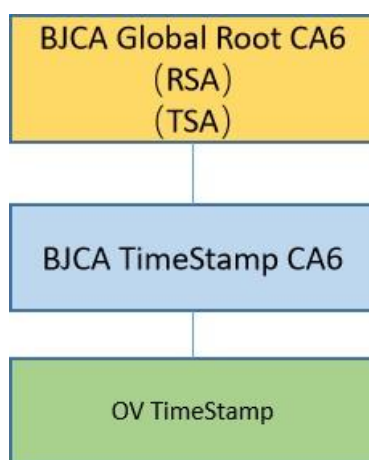 BJCA Global Root CA6
(RSA)
(TSA)
BJCA TimeStamp CA6
OV TimeStamp